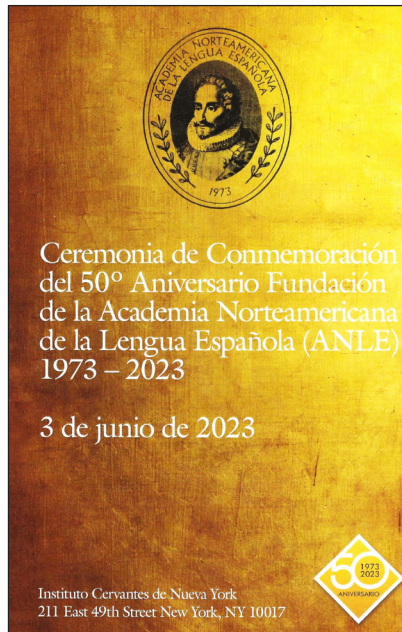 ACADEMIA NORTEAMERICANA
DE LA LENGUA ESPAÑOLA
1973
Ceremonia de Conmemoración
del 50º Aniversario Fundación
de la Academia Norteamericana
de la Lengua Española (ANLE)
1973 – 2023
3 de junio de 2023
50
1973
2023
ANIVERSARIO
Instituto Cervantes de Nueva York
211 East 49th Street New York, NY 10017